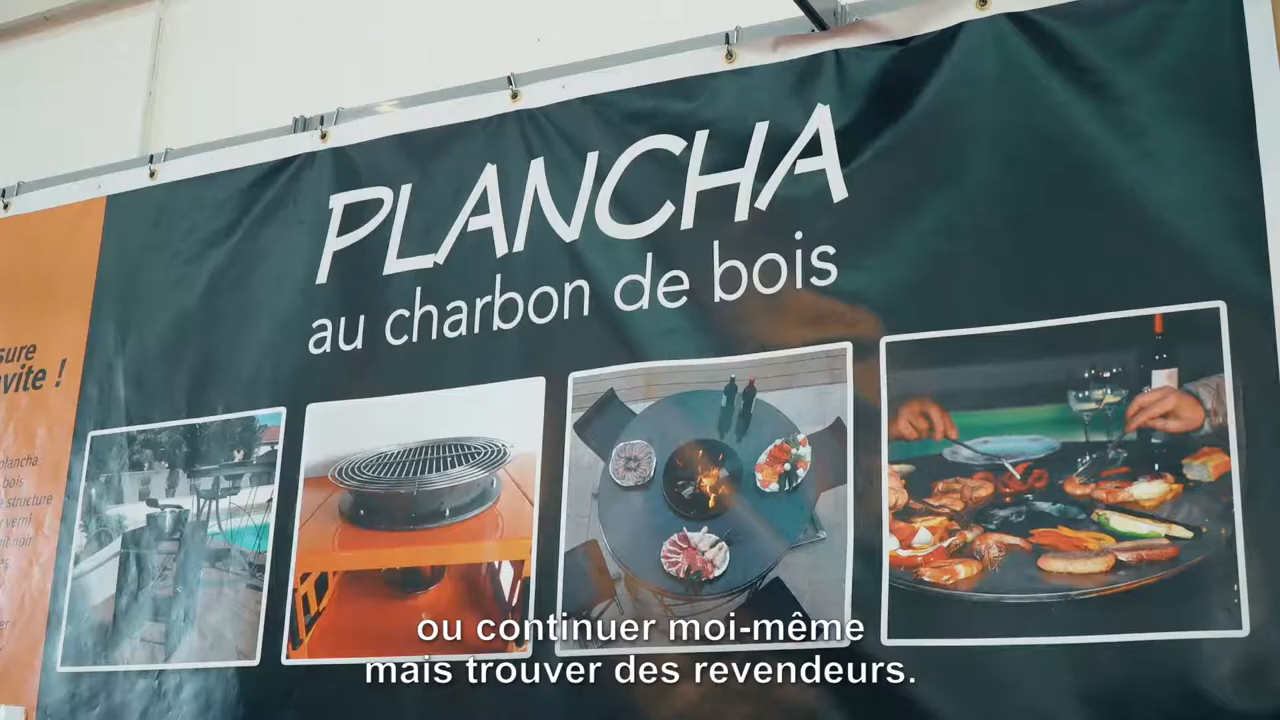 PLANCHA
au charbon de bois
sure
vite !
plancha
bois
structure
verni
nt noir
ou continuer moi-même
mais trouver des revendeurs.